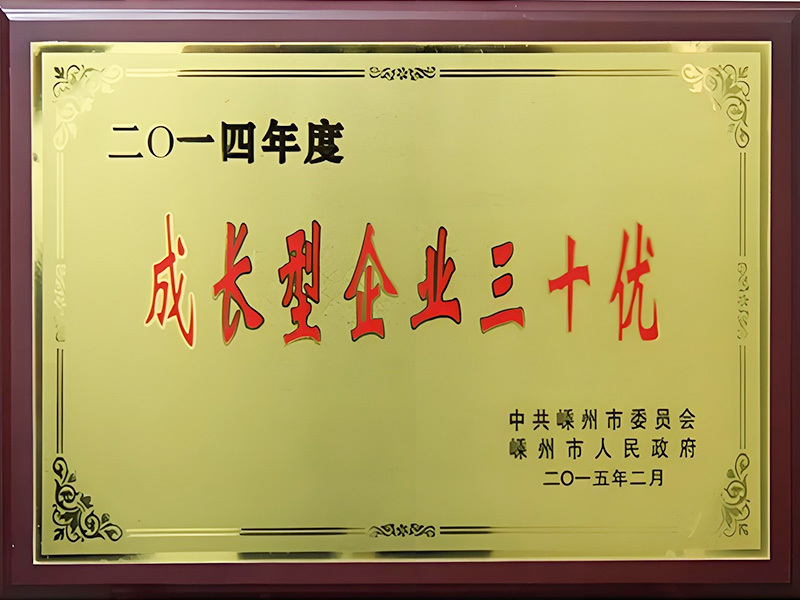 二〇一四年度
成长型企业三十优
中共嵊州市委员会
嵊州市人民政府
二〇一五年二月